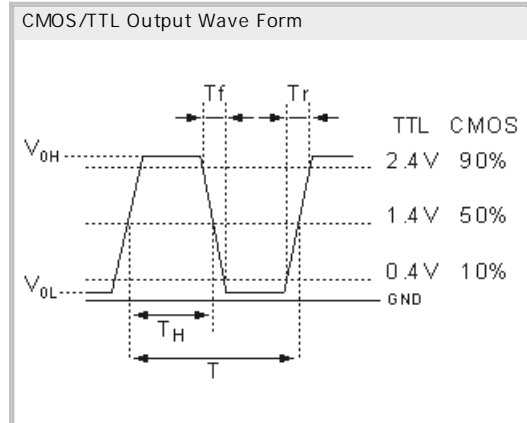 CMOS/TTL Output Wave Form
Tf Tr
TTL CMOS
V0H 2.4V 90%
1.4V 50%
0.4V 10%
V0L GND
TH
T